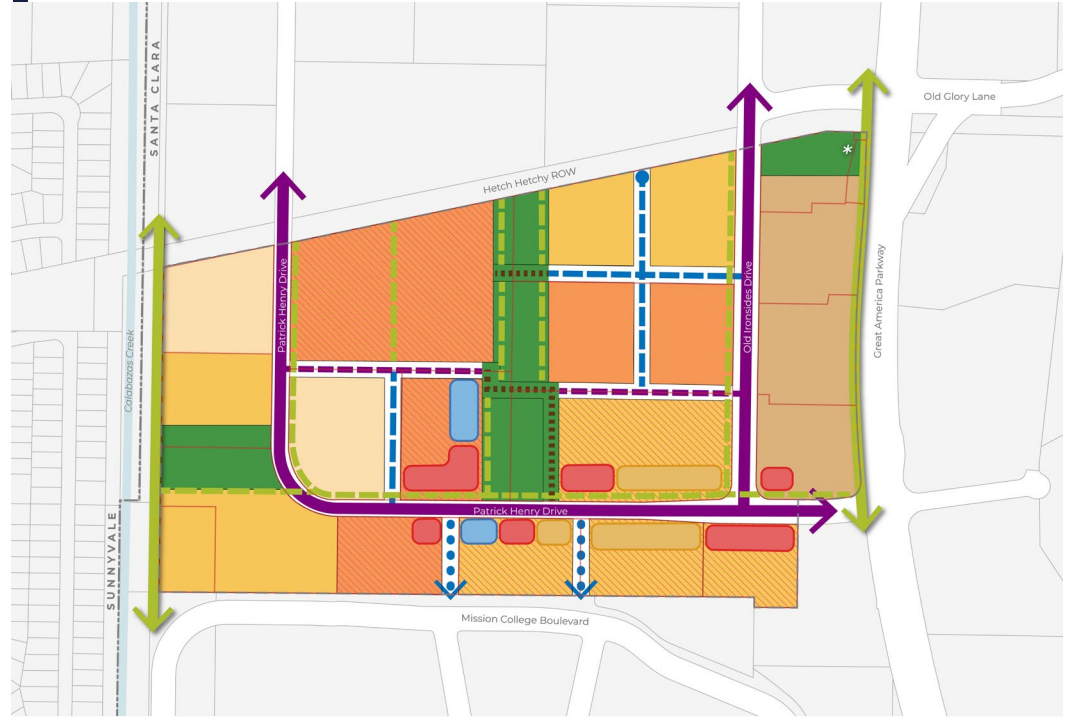 SANTA CLARA
Old Glory Lane
*
Hetch Hetchy ROW
Patrick Henry Drive
Old Ironsides Drive
Great America Parkway
Calabazas Creek
Patrick Henry Drive
SUNNYVALE
Mission College Boulevard